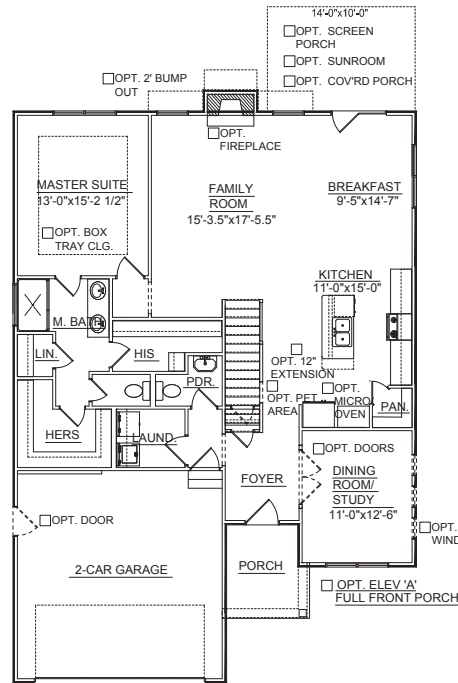 14'-0"x10'-0"
OPT. SCREEN
PORCH
OPT. SUNROOM
OPT. COV'RD PORCH
OPT. 2' BUMP
OUT
OPT.
FIREPLACE
MASTER SUITE
13'-0"x15'-2 1/2"
OPT. BOX
TRAY CLG.
FAMILY
ROOM
15'-3.5"x17'-5.5"
BREAKFAST
9'-5"x14'-7"
KITCHEN
11'-0"x15'-0"
M. BATH
LIN.
HIS
PDR.
HERS
LAUND.
OPT. 12"
EXTENSION
OPT. PET
AREA
OPT.
MICRO/
OVEN
PAN.
FOYER
OPT. DOORS
DINING
ROOM/
STUDY
11'-0"x12'-6"
OPT. DOOR
OPT.
WIND
2-CAR GARAGE
PORCH
OPT. ELEV 'A'
FULL FRONT PORCH